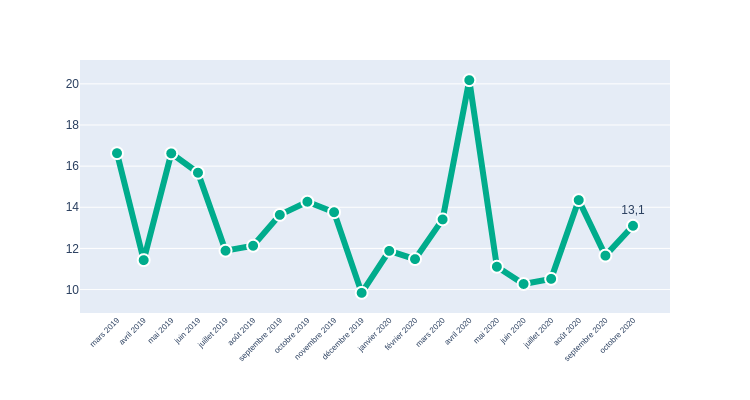 20
18
16
14
12
10
13,1
mars 2019
avril 2019
mai 2019
juin 2019
juillet 2019
août 2019
septembre 2019
octobre 2019
novembre 2019
décembre 2019
janvier 2020
février 2020
mars 2020
avril 2020
mai 2020
juin 2020
juillet 2020
août 2020
septembre 2020
octobre 2020